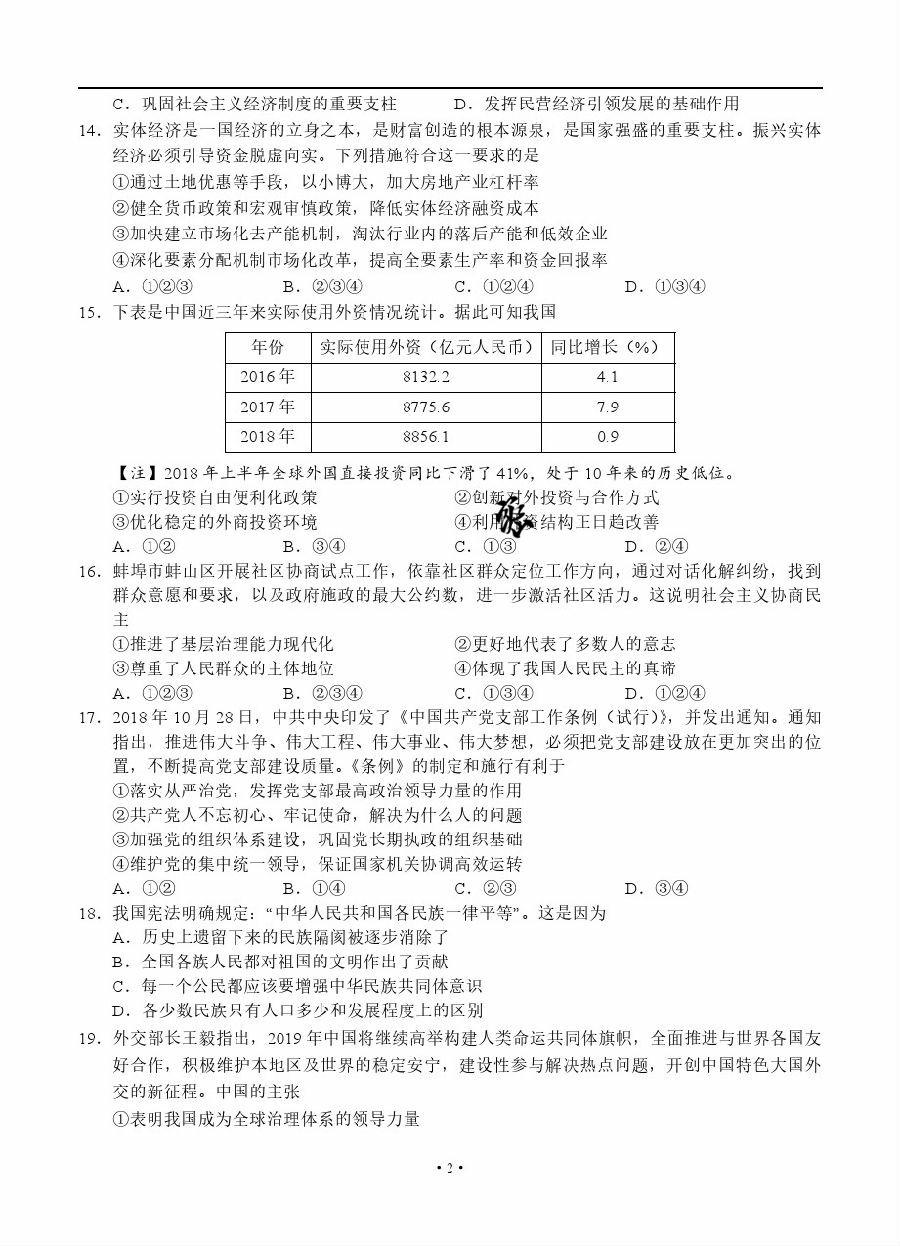 C．巩固社会主义经济制度的重要支柱 D．发挥民营经济引领发展的基础作用
14．实体经济是一国经济的立身之本，是财富创造的根本源泉，是国家强盛的重要支柱。振兴实体
经济必须引导资金脱虚向实。下列措施符合这一要求的是
①通过土地优惠等手段，以小博大，加大房地产业杠杆率
②健全货币政策和宏观审慎政策，降低实体经济融资成本
③加快建立市场化去产能机制，淘汰行业内的落后产能和低效企业
④深化要素分配机制市场化改革，提高全要素生产率和资金回报率
A．①②③ B．②③④ C．①②④ D．①③④
15．下表是中国近三年来实际使用外资情况统计。据此可知我国
年份 实际使用外资（亿元人民币） 同比增长（%）
2016年 8132.2 4.1
2017年 8775.6 7.9
2018年 8856.1 0.9
【注】2018年上半年全球外国直接投资同比下滑了41%，处于10年来的历史低位。
①实行投资自由便利化政策 ②创新对外投资与合作方式
③优化稳定的外商投资环境 ④利用资结构正日趋改善
A．①② B．③④ C．①③ D．②④
16．蚌埠市蚌山区开展社区协商试点工作，依靠社区群众定位工作方向，通过对话化解纠纷，找到
群众意愿和要求，以及政府施政的最大公约数，进一步激活社区活力。这说明社会主义协商民
主
①推进了基层治理能力现代化 ②更好地代表了多数人的意志
③尊重了人民群众的主体地位 ④体现了我国人民民主的真谛
A．①②③ B．②③④ C．①③④ D．①②④
17．2018年10月28日，中共中央印发了《中国共产党支部工作条例（试行）》，并发出通知。通知
指出，推进伟大斗争、伟大工程、伟大事业、伟大梦想，必须把党支部建设放在更加突出的位
置，不断提高党支部建设质量。《条例》的制定和施行有利于
①落实从严治党，发挥党支部最高政治领导力量的作用
②共产党人不忘初心、牢记使命，解决为什么人的问题
③加强党的组织体系建设，巩固党长期执政的组织基础
④维护党的集中统一领导，保证国家机关协调高效运转
A．①② B．①④ C．②③ D．③④
18．我国宪法明确规定：“中华人民共和国各民族一律平等”。这是因为
A．历史上遗留下来的民族隔阂被逐步消除了
B．全国各族人民都对祖国的文明作出了贡献
C．每一个公民都应该要增强中华民族共同体意识
D．各少数民族只有人口多少和发展程度上的区别
19．外交部长王毅指出，2019年中国将继续高举构建人类命运共同体旗帜，全面推进与世界各国友
好合作，积极维护本地区及世界的稳定安宁，建设性参与解决热点问题，开创中国特色大国外
交的新征程。中国的主张
①表明我国成为全球治理体系的领导力量
·2·